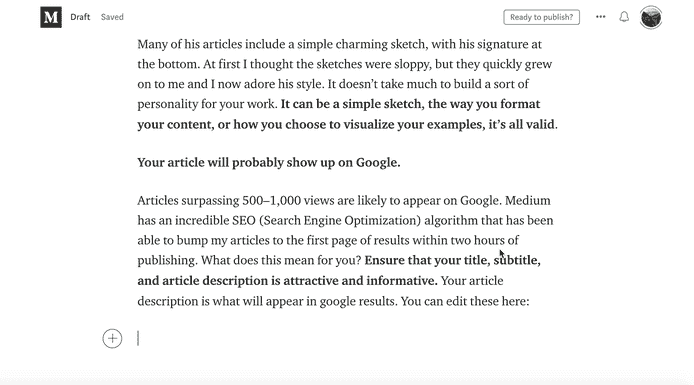 M Draft Saved Ready to publish?
Many of his articles include a simple charming sketch, with his signature at
the bottom. At first I thought the sketches were sloppy, but they quickly grew
on to me and I now adore his style. It doesn’t take much to build a sort of
personality for your work. It can be a simple sketch, the way you format
your content, or how you choose to visualize your examples, it’s all valid.
Your article will probably show up on Google.
Articles surpassing 500–1,000 views are likely to appear on Google. Medium
has an incredible SEO (Search Engine Optimization) algorithm that has been
able to bump my articles to the first page of results within two hours of
publishing. What does this mean for you? Ensure that your title, subtitle,
and article description is attractive and informative. Your article
description is what will appear in google results. You can edit these here: